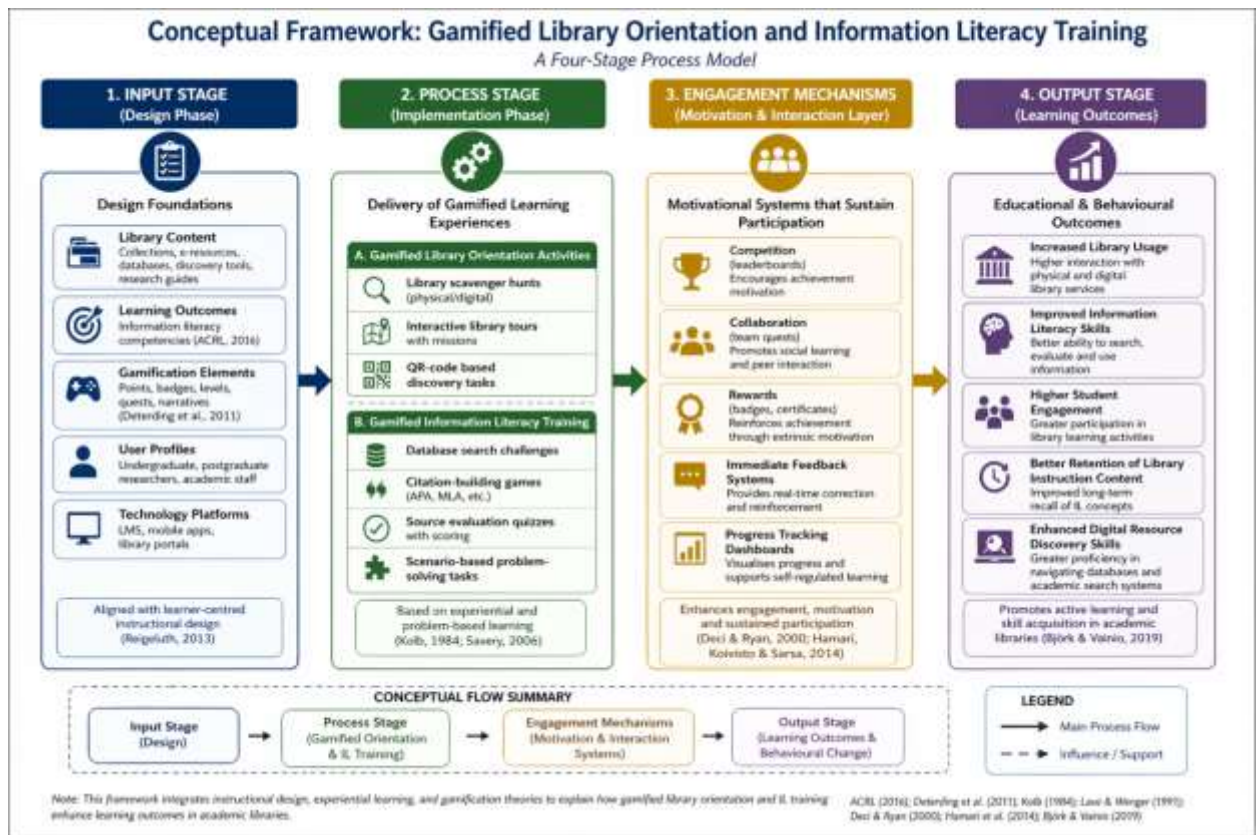 Conceptual Framework: Gamified Library Orientation and Information Literacy Training
A Four-Stage Process Model
1. INPUT STAGE
(Design Phase)
Design Foundations
Library Content
Collections, e-resources,
databases, discovery tools,
research guides
Learning Outcomes
Information literacy
competencies (ACRL, 2016)
Gamification Elements
Points, badges, levels,
quests, narratives
(Deterding et al., 2011)
User Profiles
Undergraduate, postgraduate
researchers, academic staff
Technology Platforms
LMS, mobile apps,
library portals
Aligned with learner-centred
instructional design
(Reigeluth, 2013)
2. PROCESS STAGE
(Implementation Phase)
Delivery of Gamified Learning
Experiences
A. Gamified Library Orientation Activities
Library scavenger hunts
(physical/digital)
Interactive library tours
with missions
QR-code based
discovery tasks
B. Gamified Information Literacy Training
Database search challenges
Citation-building games
(APA, MLA, etc.)
Source evaluation quizzes
with scoring
Scenario-based problem-
solving tasks
Based on experiential and
problem-based learning
(Kolb, 1984; Savery, 2006)
3. ENGAGEMENT MECHANISMS
(Motivation & Interaction Layer)
Motivational Systems that Sustain
Participation
Competition
(leaderboards)
Encourages achievement
motivation
Collaboration
(team quests)
Promotes social learning
and peer interaction
Rewards
(badges, certificates)
Reinforces achievement
through extrinsic motivation
Immediate Feedback
Systems
Provides real-time correction
and reinforcement
Progress Tracking
Dashboards
Visualises progress and
supports self-regulated learning
Enhances engagement, motivation
and sustained participation
(Deci & Ryan, 2000; Hamari,
Koivisto & Sarsa, 2014)
4. OUTPUT STAGE
(Learning Outcomes)
Educational & Behavioural
Outcomes
Increased Library Usage
Higher interaction with
physical and digital
library services
Improved Information
Literacy Skills
Better ability to search,
evaluate and use
information
Higher Student
Engagement
Greater participation in
library learning activities
Better Retention of Library
Instruction Content
Improved long-term
recall of IL concepts
Enhanced Digital Resource
Discovery Skills
Greater proficiency in
navigating databases and
academic search systems
Promotes active learning and
skill acquisition in academic
libraries (Björk & Vainio, 2019)
CONCEPTUAL FLOW SUMMARY
Input Stage
(Design)
Process Stage
(Gamified Orientation
& IL Training)
Engagement Mechanisms
(Motivation & Interaction
Systems)
Output Stage
(Learning Outcomes &
Behavioural Change)
LEGEND
Main Process Flow
Influence / Support
Note: This framework integrates instructional design, experiential learning, and gamification theories to explain how gamified library orientation and IL training
enhance learning outcomes in academic libraries.
ACRL (2016); Deterding et al. (2011); Kolb (1984); Lave & Wenger (1991);
Deci & Ryan (2000); Hamari et al. (2014); Björk & Vainio (2019)